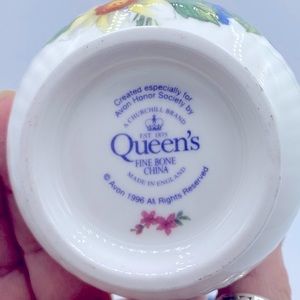 Created especially for
Avon Honor Society by
A CHURCHILL BRAND
EST. 1875
Queen's
FINE BONE
CHINA
MADE IN ENGLAND
© Avon 1996 All Rights Reserved